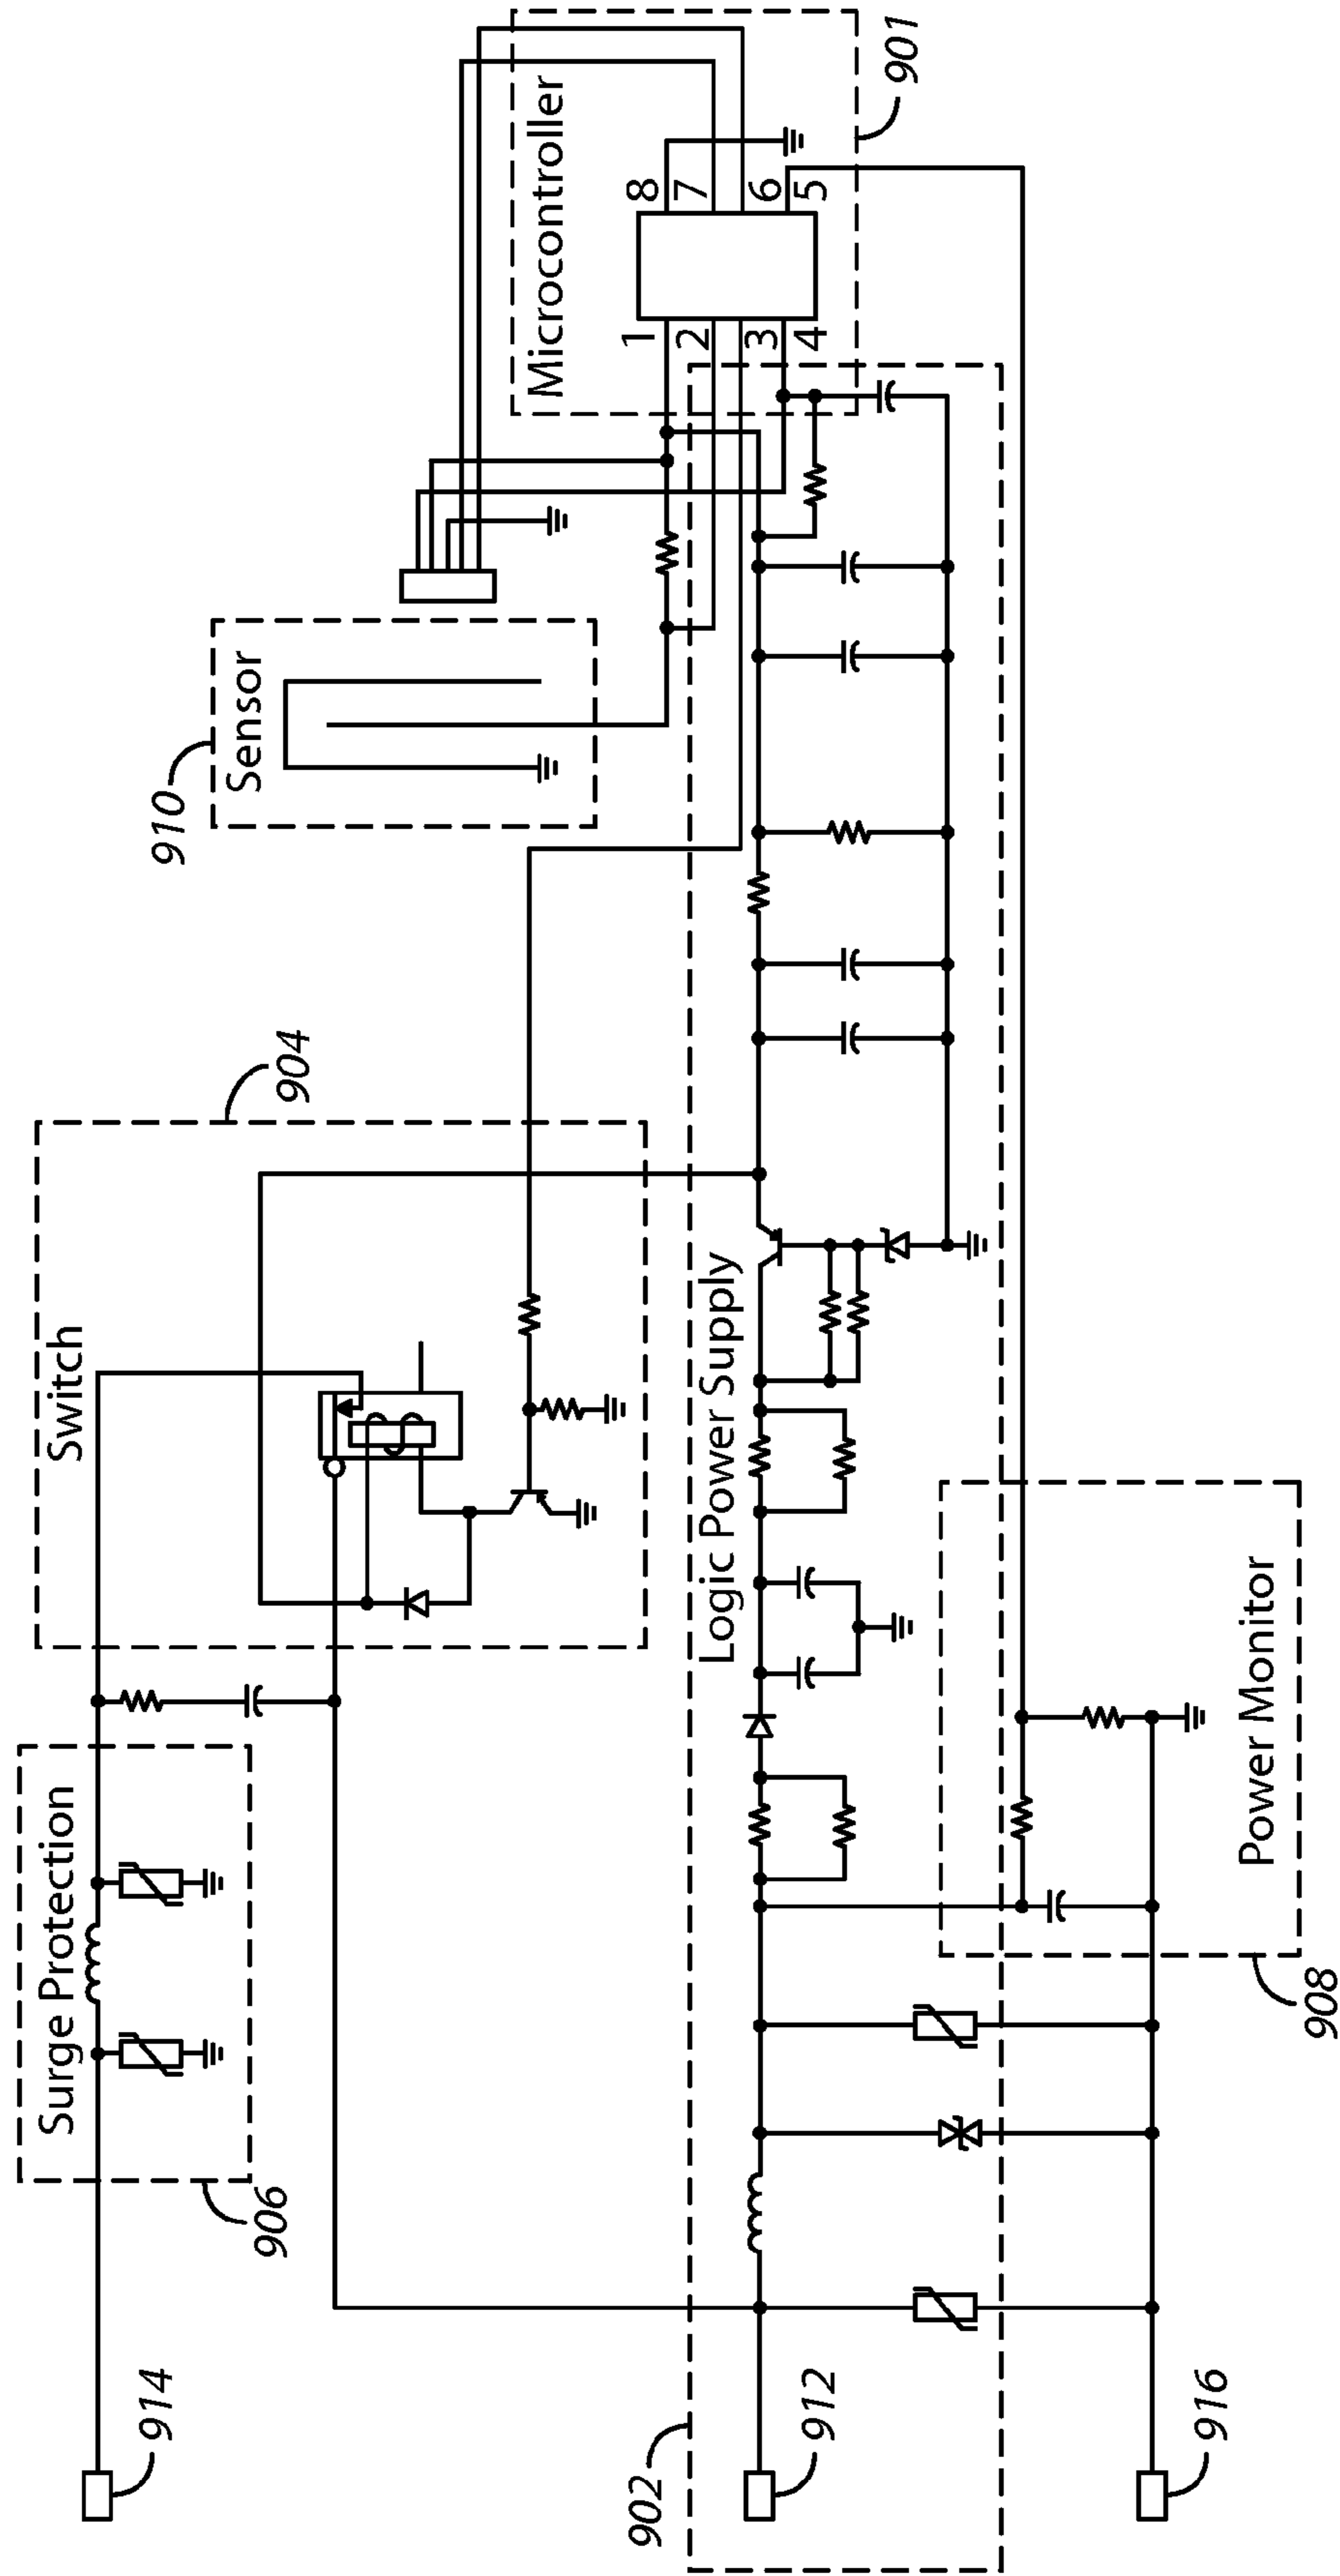 914
906
Surge Protection
Switch
904
910
Sensor
Microcontroller
901
1
2
3
4
8
7
6
5
902
912
Logic Power Supply
916
908
Power Monitor